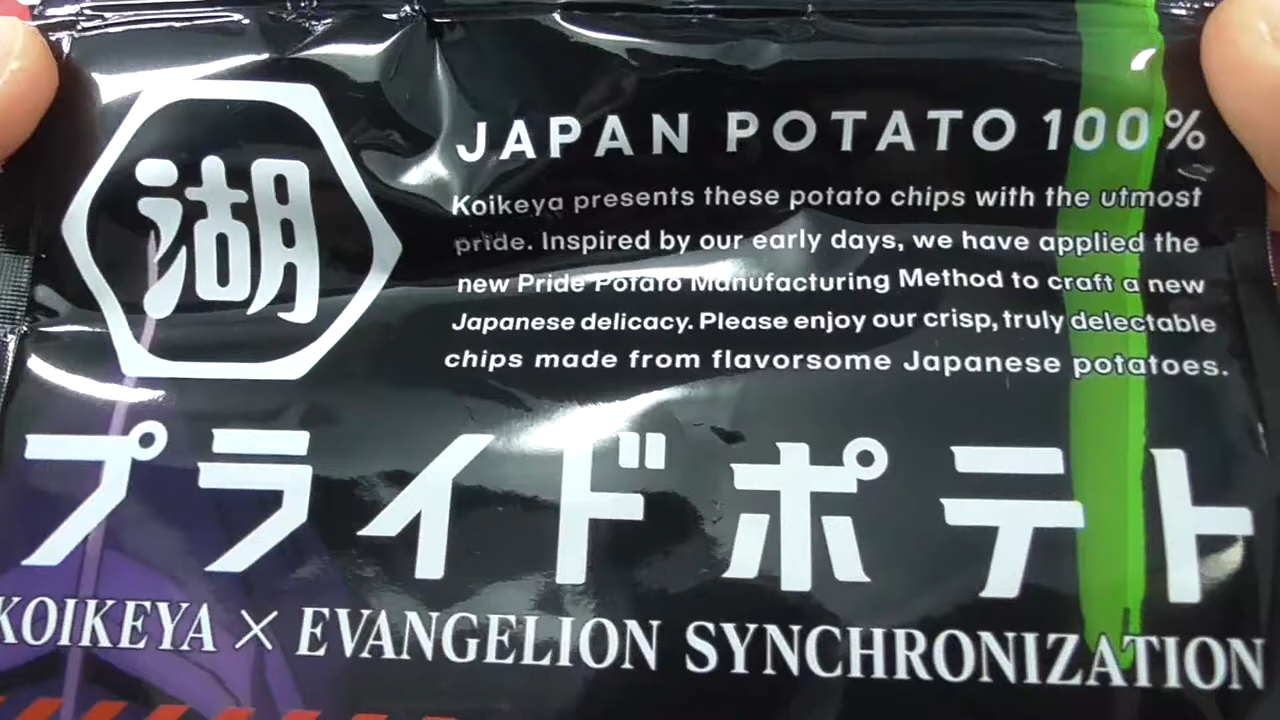 湖
JAPAN POTATO 100%
Koikeya presents these potato chips with the utmost
pride. Inspired by our early days, we have applied the
new Pride Potato Manufacturing Method to craft a new
Japanese delicacy. Please enjoy our crisp, truly delectable
chips made from flavorsome Japanese potatoes.
プライドポテト
KOIKEYA × EVANGELION SYNCHRONIZATION